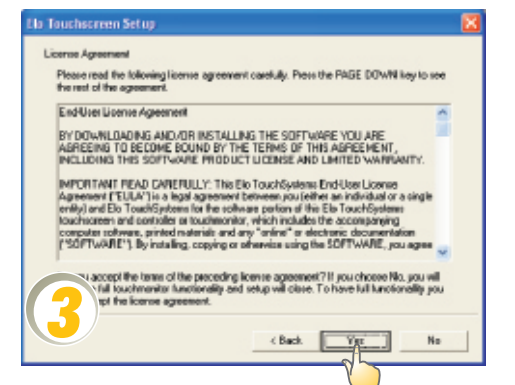 Elo Touchscreen Setup
License Agreement
Please read the following license agreement carefully. Press the PAGE DOWN key to see
the rest of the agreement.
End-User License Agreement
BY DOWNLOADING AND/OR INSTALLING THE SOFTWARE YOU ARE
AGREEING TO BECOME BOUND BY THE TERMS OF THIS AGREEMENT,
INCLUDING THIS SOFTWARE PRODUCT LICENSE AND LIMITED WARRANTY.
IMPORTANT READ CAREFULLY: This Elo TouchSystems End-User License
Agreement ("EULA") is a legal agreement between you (either an individual or a single
entity) and Elo TouchSystems for the software portion of the Elo TouchSystems
touchscreen and controller or touchmonitor, which includes the accompanying
computer software, printed materials and any "online" or electronic documentation
("SOFTWARE"). By installing, copying or otherwise using the SOFTWARE, you agree
you accept the terms of the preceding license agreement? If you choose No, you will
full touchmonitor functionality and setup will close. To have full functionality you
the license agreement.
3
< Back
Yes
No